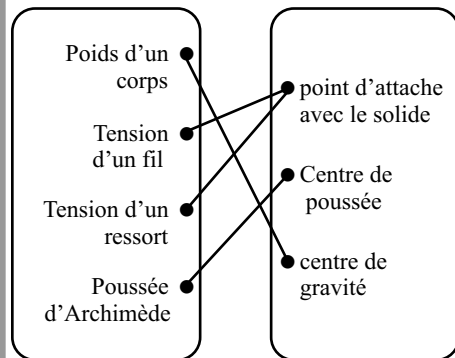 Poids d’un
corps
Tension
d’un fil
Tension d’un
ressort
Poussée
d’Archimède
point d’attache
avec le solide
Centre de
poussée
centre de
gravité